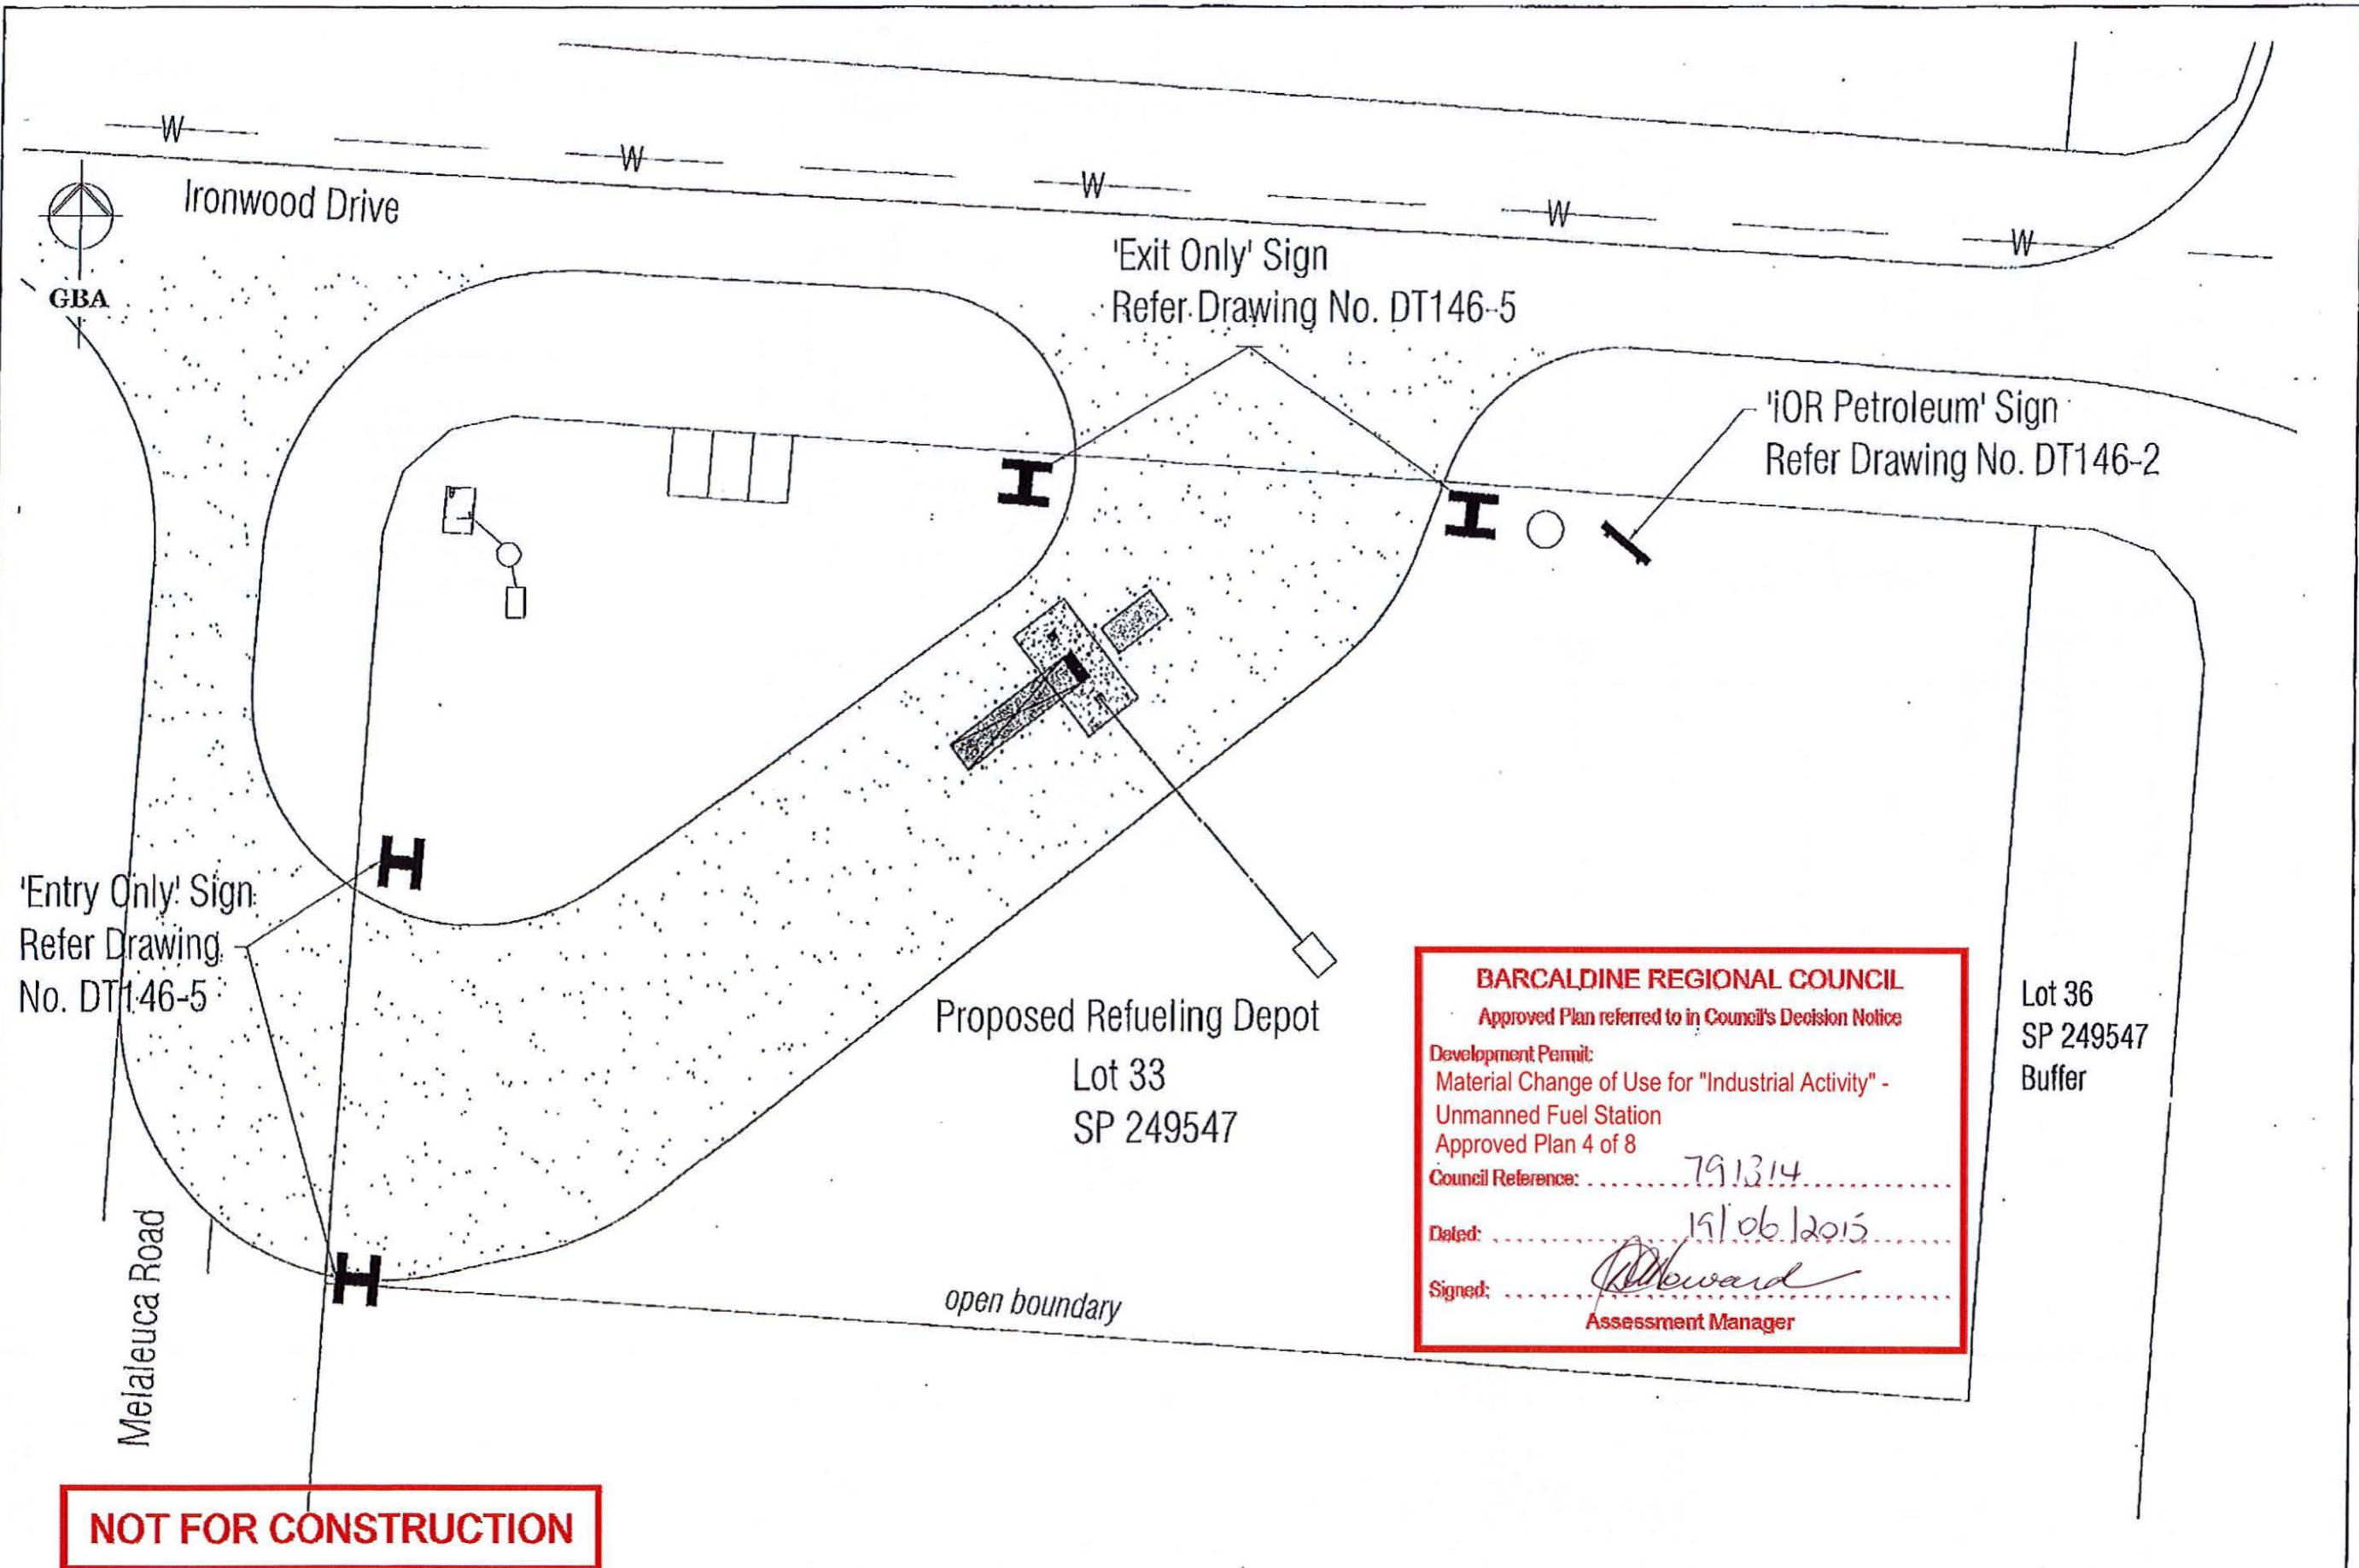 W
W
W
W
W
Ironwood Drive
GBA
'Exit Only' Sign
Refer Drawing No. DT146-5
'iOR Petroleum' Sign
Refer Drawing No. DT146-2
'Entry Only' Sign
Refer Drawing
No. DT146-5
Proposed Refueling Depot
Lot 33
SP 249547
BARCALDINE REGIONAL COUNCIL
Approved Plan referred to in Council's Decision Notice
Development Permit:
Material Change of Use for "Industrial Activity" -
Unmanned Fuel Station
Approved Plan 4 of 8
Council Reference: 791314
Dated: 19/06/2015
Signed:
Assessment Manager
Lot 36
SP 249547
Buffer
Melaleuca Road
open boundary
NOT FOR CONSTRUCTION